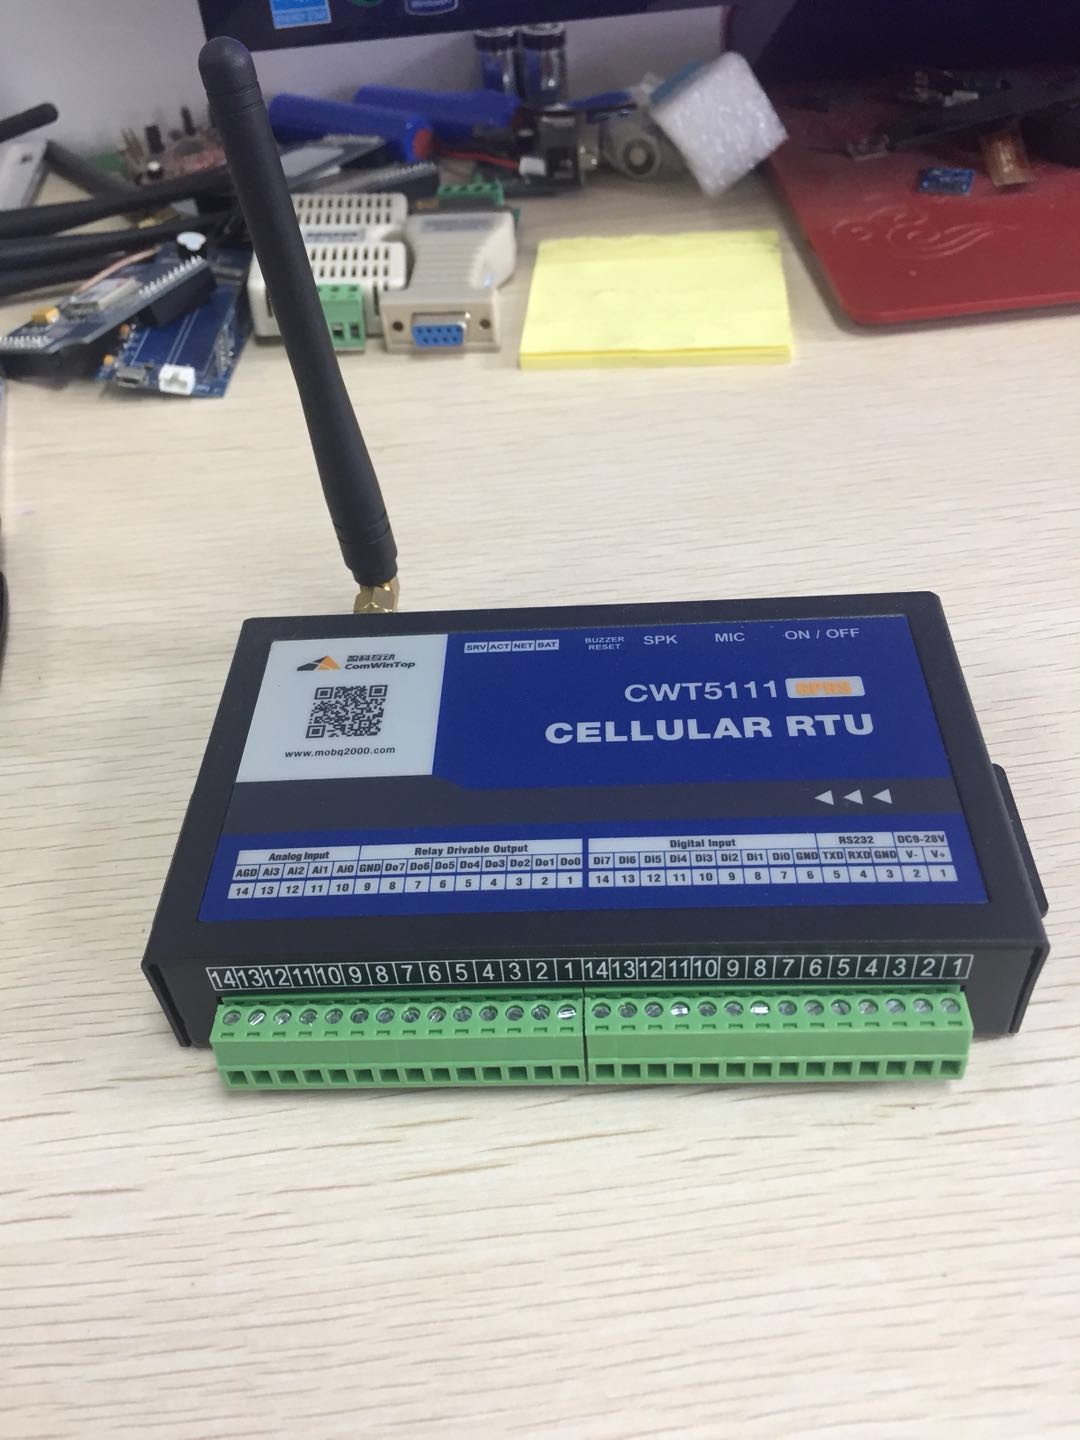 SRV ACT NET BAT
BUZZER
RESET
SPK
MIC
ON / OFF
盈科互动
ComWinTop
www.mobq2000.com
CWT5111 GPRS
CELLULAR RTU
Analog Input Relay Drivable Output Digital Input RS232 DC9-28V
AGD Ai3 Ai2 Ai1 Ai0 GND Do7 Do6 Do5 Do4 Do3 Do2 Do1 Do0 Di7 Di6 Di5 Di4 Di3 Di2 Di1 Di0 GND TXD RXD GND V- V+
14 13 12 11 10 9 8 7 6 5 4 3 2 1 14 13 12 11 10 9 8 7 6 5 4 3 2 1
14 13 12 11 10 9 8 7 6 5 4 3 2 1 14 13 12 11 10 9 8 7 6 5 4 3 2 1